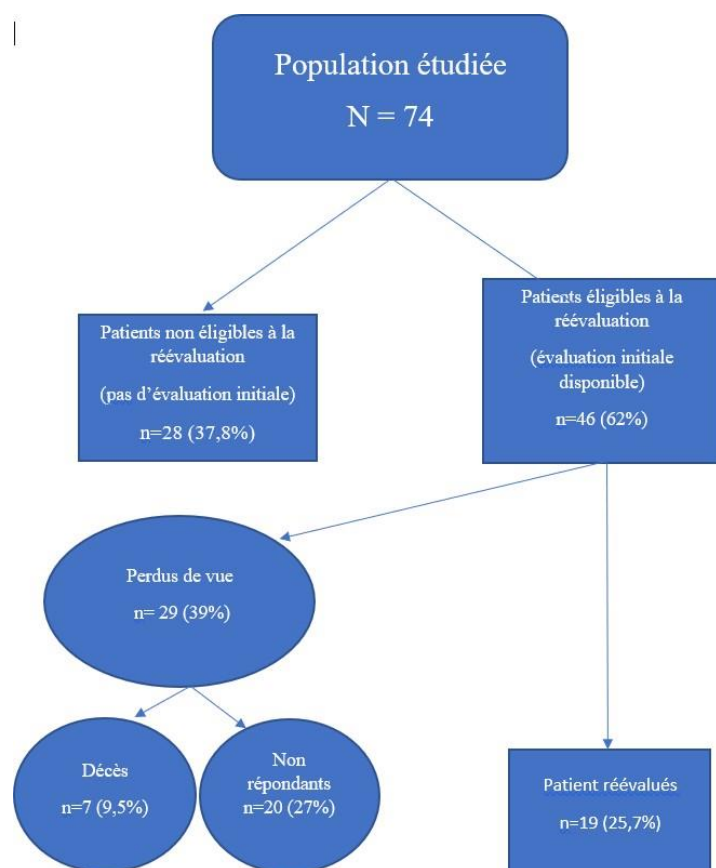 Population étudiée
N = 74
Patients non éligibles à la
réévaluation
(pas d’évaluation initiale)
n=28 (37,8%)
Patients éligibles à la
réévaluation
(évaluation initiale
disponible)
n=46 (62%)
Perdus de vue
n= 29 (39%)
Décès
n=7 (9,5%)
Non
répondants
n=20 (27%)
Patient réévalués
n=19 (25,7%)